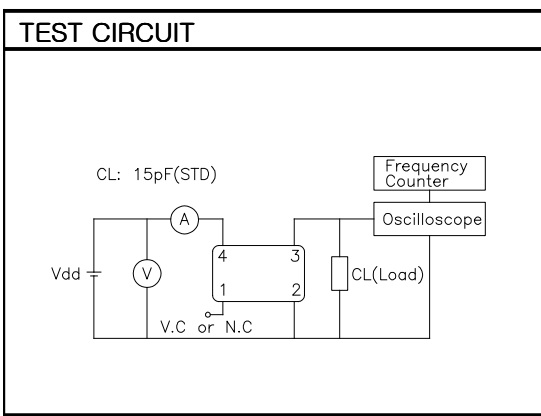 TEST CIRCUIT
CL: 15pF(STD)
Frequency
Counter
A
Oscilloscope
4 3
Vdd
V
CL(Load)
1 2
V.C or N.C